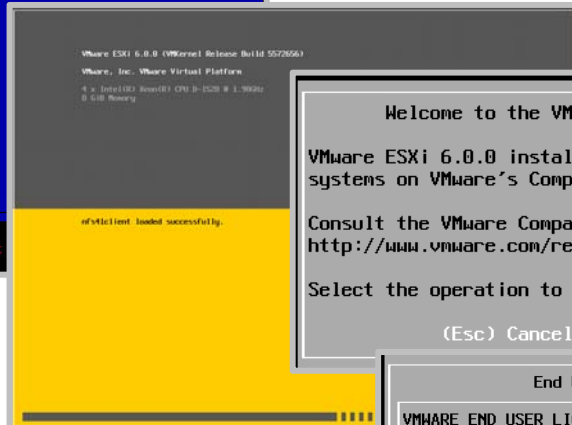 VMware ESXi 6.0.0 (VMKernel Release Build 5572656)
VMware, Inc. VMware Virtual Platform
4 x Intel(R) Xeon(R) CPU D-1528 @ 1.90GHz
8 GiB Memory
nfs41client loaded successfully.
Welcome to the VM
VMware ESXi 6.0.0 instal
systems on VMware's Comp
Consult the VMware Compa
http://www.vmware.com/re
Select the operation to
(Esc) Cancel
End
VMWARE END USER LI